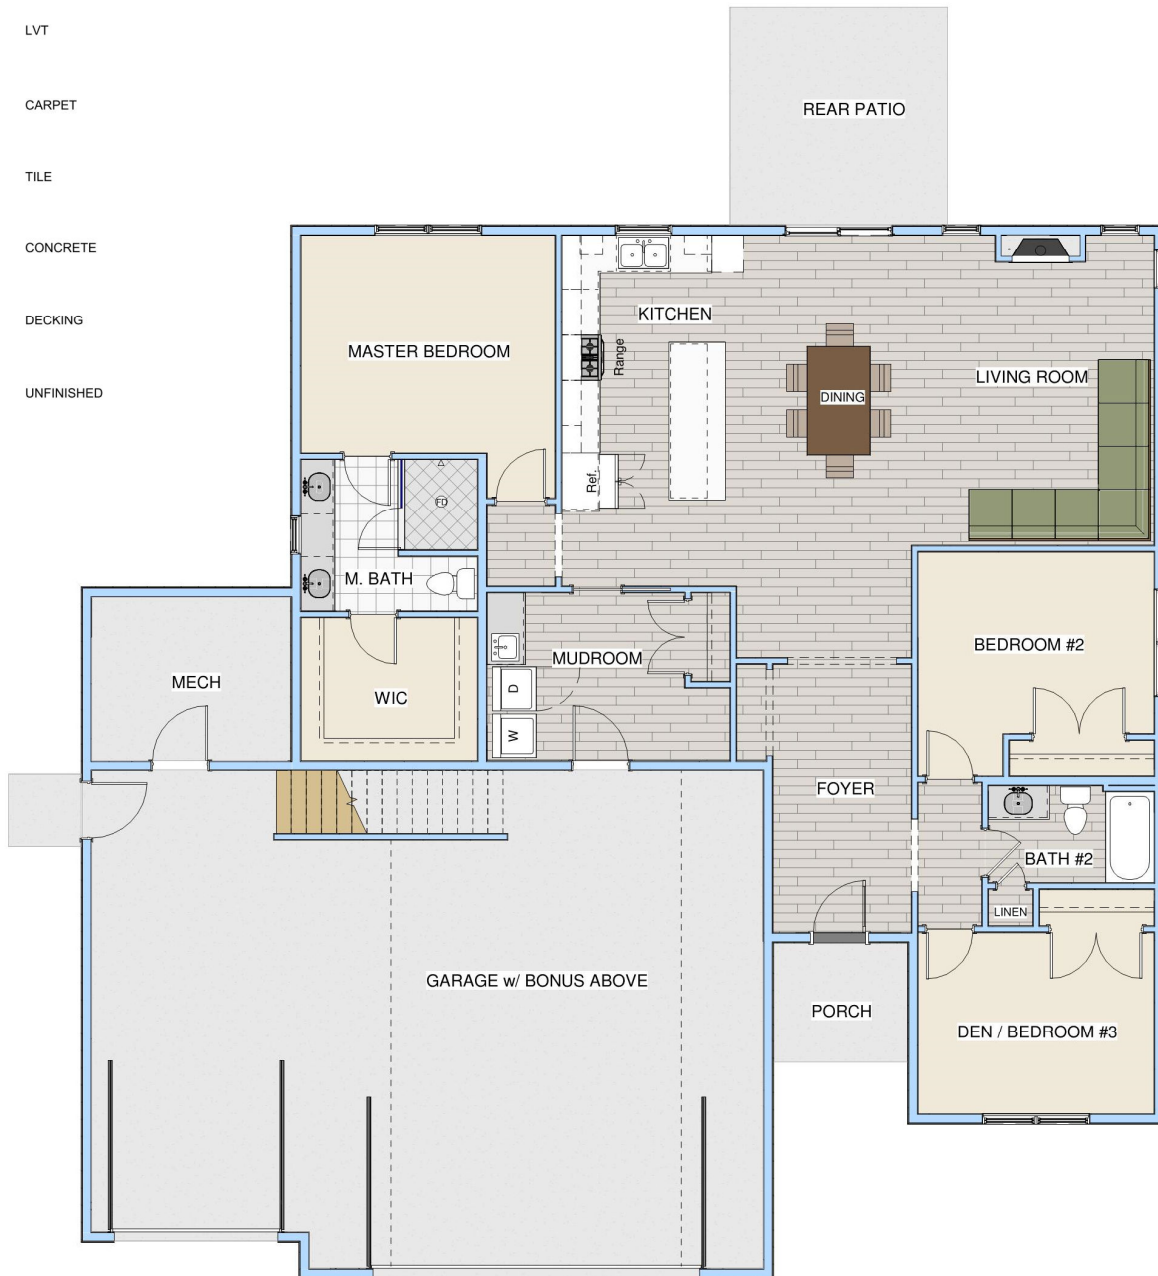 LVT
CARPET
TILE
CONCRETE
DECKING
UNFINISHED
REAR PATIO
KITCHEN
Range
MASTER BEDROOM
LIVING ROOM
DINING
Ref.
FD
M. BATH
BEDROOM #2
MUDROOM
MECH
D
WIC
W
FOYER
BATH #2
LINEN
GARAGE w/ BONUS ABOVE
PORCH
DEN / BEDROOM #3